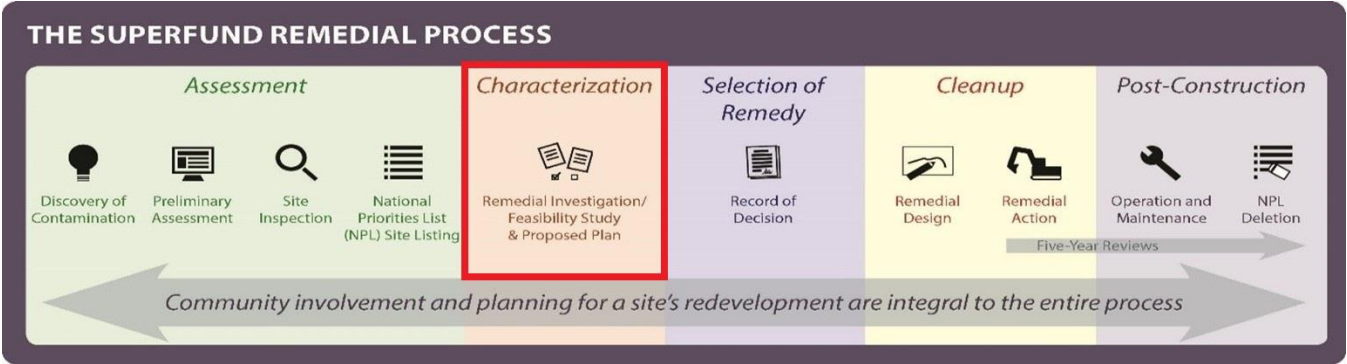 THE SUPERFUND REMEDIAL PROCESS
Assessment
Discovery of
Contamination
Preliminary
Assessment
Site
Inspection
National
Priorities List
(NPL) Site Listing
Characterization
Remedial Investigation/
Feasibility Study
& Proposed Plan
Selection of
Remedy
Record of
Decision
Cleanup
Remedial
Design
Remedial
Action
Post-Construction
Operation and
Maintenance
NPL
Deletion
Five-Year Reviews
Community involvement and planning for a site's redevelopment are integral to the entire process